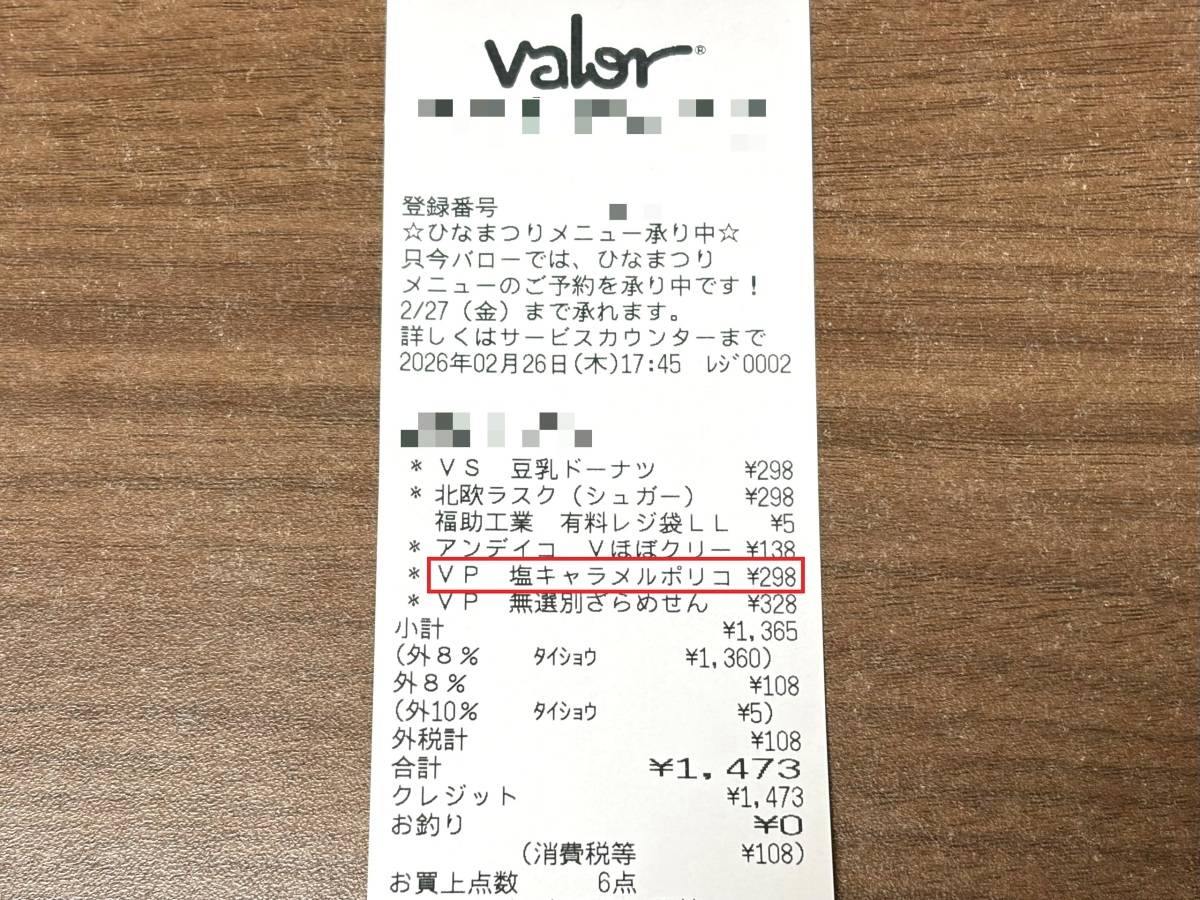 valor®
登録番号
☆ひなまつりメニュー承り中☆
只今バローでは、ひなまつり
メニューのご予約を承り中です!
2/27(金)まで承れます。
詳しくはサービスカウンターまで
2026年02月26日(木)17:45 ﾚｼﾞ0002
* VS 豆乳ドーナツ ¥298
* 北欧ラスク(シュガー) ¥298
福助工業 有料レジ袋LL ¥5
* アンデイコ Vほぼクリー ¥138
* VP 塩キャラメルポリコ ¥298
* VP 無選別ざらめせん ¥328
小計 ¥1,365
(外8% ﾀｲｼｮｳ ¥1,360)
外8% ¥108
(外10% ﾀｲｼｮｳ ¥5)
外税計 ¥108
合計 ¥1,473
クレジット ¥1,473
お釣り ¥0
(消費税等 ¥108)
お買上点数 6点